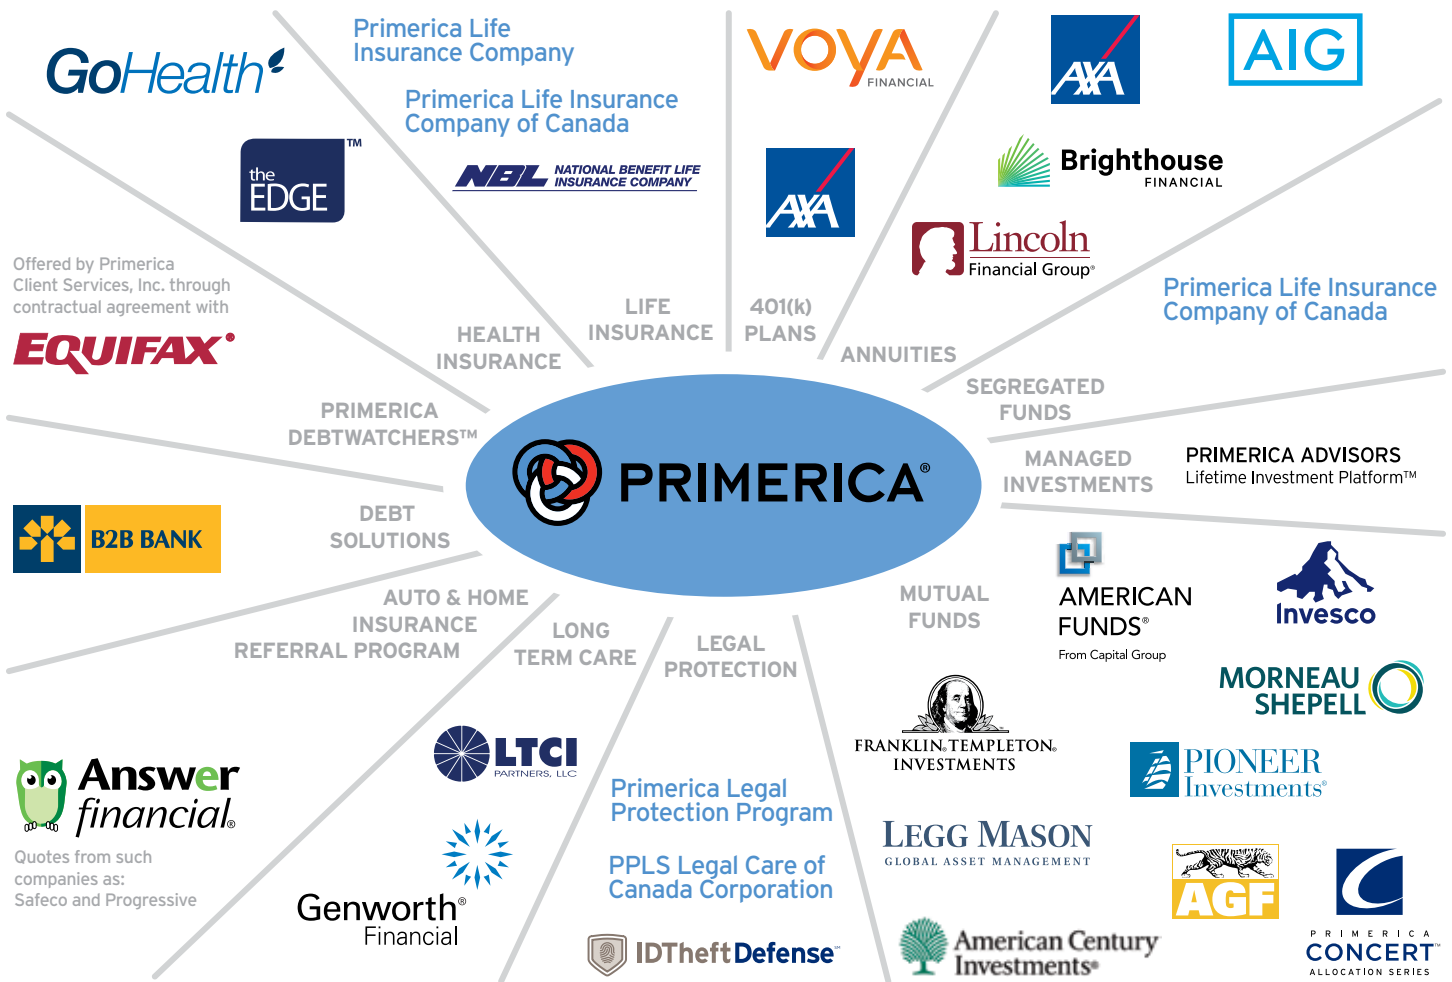 GoHealth
the
EDGE
TM
HEALTH
INSURANCE
Primerica Life
Insurance Company
Primerica Life Insurance
Company of Canada
NBL NATIONAL BENEFIT LIFE
INSURANCE COMPANY
LIFE
INSURANCE
VOYA
FINANCIAL
AXA
401(k)
PLANS
AXA
AIG
Brighthouse
FINANCIAL
Lincoln
Financial Group®
ANNUITIES
Primerica Life Insurance
Company of Canada
SEGREGATED
FUNDS
MANAGED
INVESTMENTS
PRIMERICA ADVISORS
Lifetime Investment Platform™
Offered by Primerica
Client Services, Inc. through
contractual agreement with
EQUIFAX®
PRIMERICA
DEBTWATCHERS™
PRIMERICA®
B2B BANK
DEBT
SOLUTIONS
AUTO & HOME
INSURANCE
REFERRAL PROGRAM
Answer
financial®
Quotes from such
companies as:
Safeco and Progressive
LONG
TERM CARE
LTCI
PARTNERS, LLC
Genworth®
Financial
LEGAL
PROTECTION
Primerica Legal
Protection Program
PPLS Legal Care of
Canada Corporation
IDTheftDefense℠
MUTUAL
FUNDS
AMERICAN
FUNDS®
From Capital Group
Invesco
MORNEAU
SHEPELL
FRANKLIN® TEMPLETON®
INVESTMENTS
PIONEER
Investments®
LEGG MASON
GLOBAL ASSET MANAGEMENT
AGF
American Century
Investments®
PRIMERICA
CONCERT™
ALLOCATION SERIES